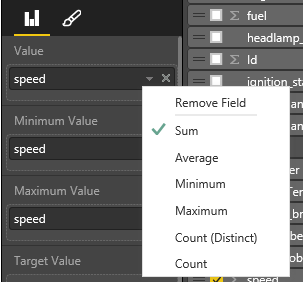 Value
speed
Minimum Value
speed
Maximum Value
speed
Target Value
Remove Field
Sum
Average
Minimum
Maximum
Count (Distinct)
Count
Σ fuel
headlamp_
Σ Id
ignition_sta
speed